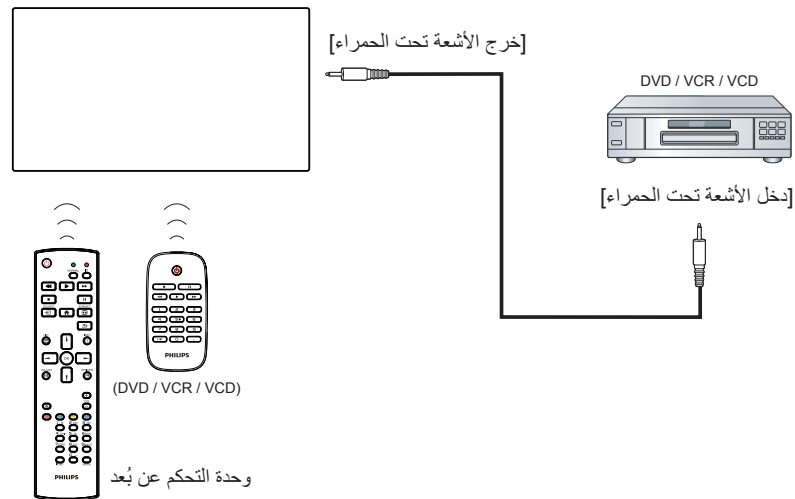 [خرج الأشعة تحت الحمراء]
DVD / VCR / VCD
[دخل الأشعة تحت الحمراء]
PHILIPS
(DVD / VCR / VCD)
OK
PHILIPS
وحدة التحكم عن بُعد